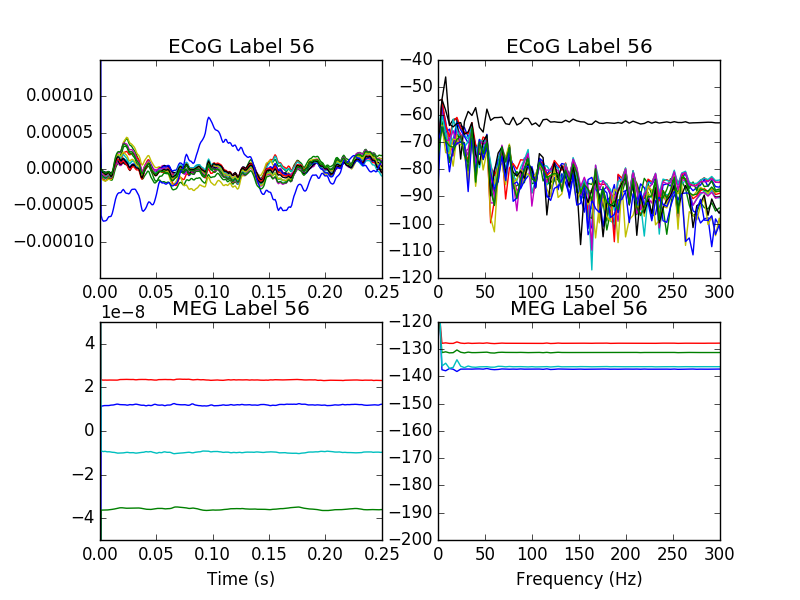 ECoG Label 56
0.00010
0.00005
0.00000
−0.00005
−0.00010
0.00 0.05 0.10 0.15 0.20 0.25
ECoG Label 56
−40
−50
−60
−70
−80
−90
−100
−110
−120
0 50 100 150 200 250 300
MEG Label 56
1e−8
4
2
0
−2
−4
0.00 0.05 0.10 0.15 0.20 0.25
Time (s)
MEG Label 56
−120
−130
−140
−150
−160
−170
−180
−190
−200
0 50 100 150 200 250 300
Frequency (Hz)